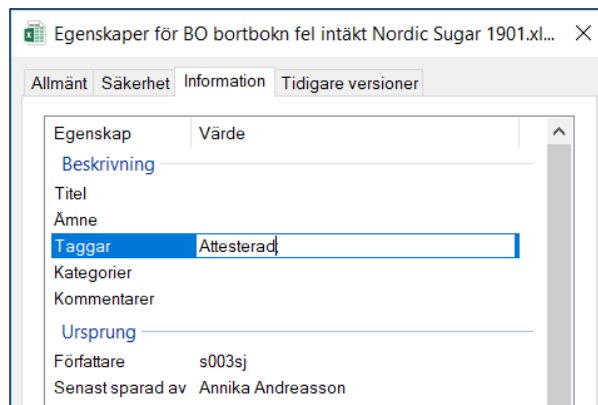 Egenskaper för BO bortbokn fel intäkt Nordic Sugar 1901.xl...
Allmänt Säkerhet Information Tidigare versioner
Egenskap Värde
Beskrivning
Titel
Ämne
Taggar Attesterad;
Kategorier
Kommentarer
Ursprung
Författare s003sj
Senast sparad av Annika Andreasson